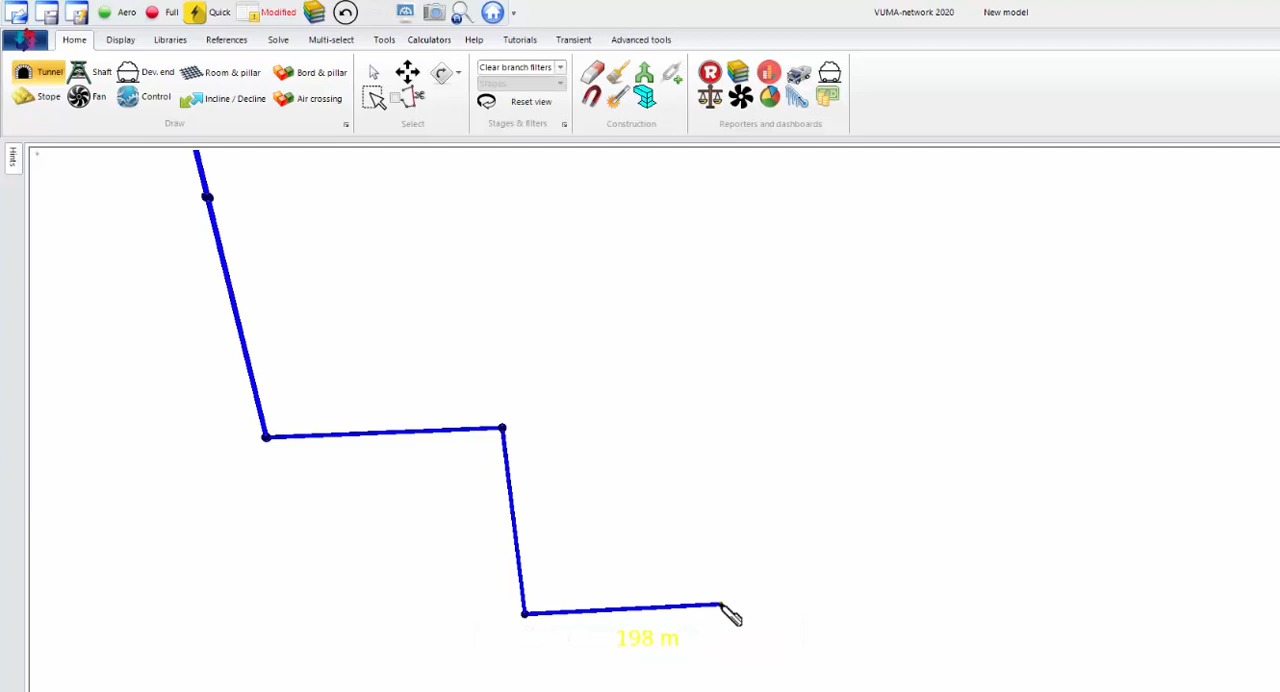 Aero Full Quick Modified VUMA-network 2020 New model
Home Display Libraries References Solve Multi-select Tools Calculators Help Tutorials Transient Advanced tools
Tunnel Shaft Dev. end Room & pillar Bord & pillar Clear branch filters
Stages
Stope Fan Control Incline / Decline Air crossing Reset view
Draw Select Stages & filters Construction Reporters and dashboards
Hints
198 m